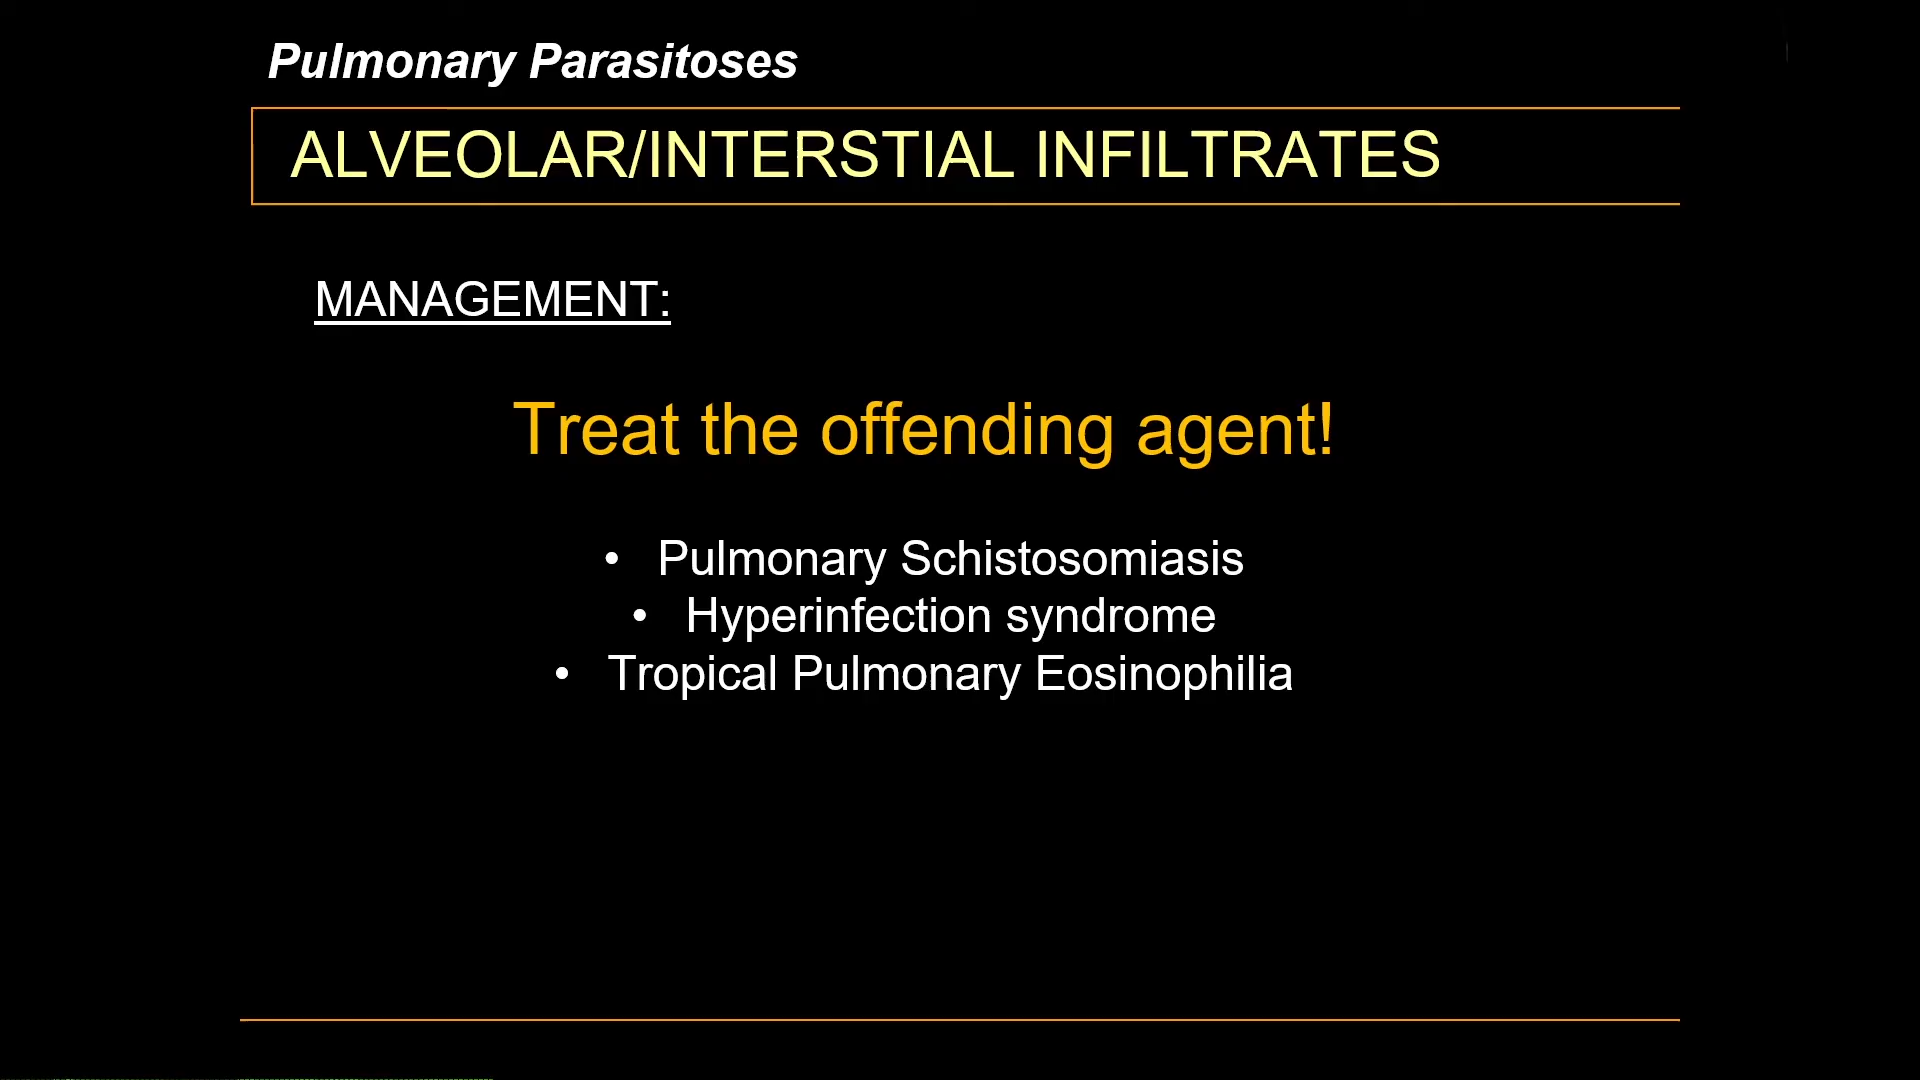 Pulmonary Parasitoses
ALVEOLAR/INTERSTIAL INFILTRATES
MANAGEMENT:
Treat the offending agent!
• Pulmonary Schistosomiasis
• Hyperinfection syndrome
• Tropical Pulmonary Eosinophilia